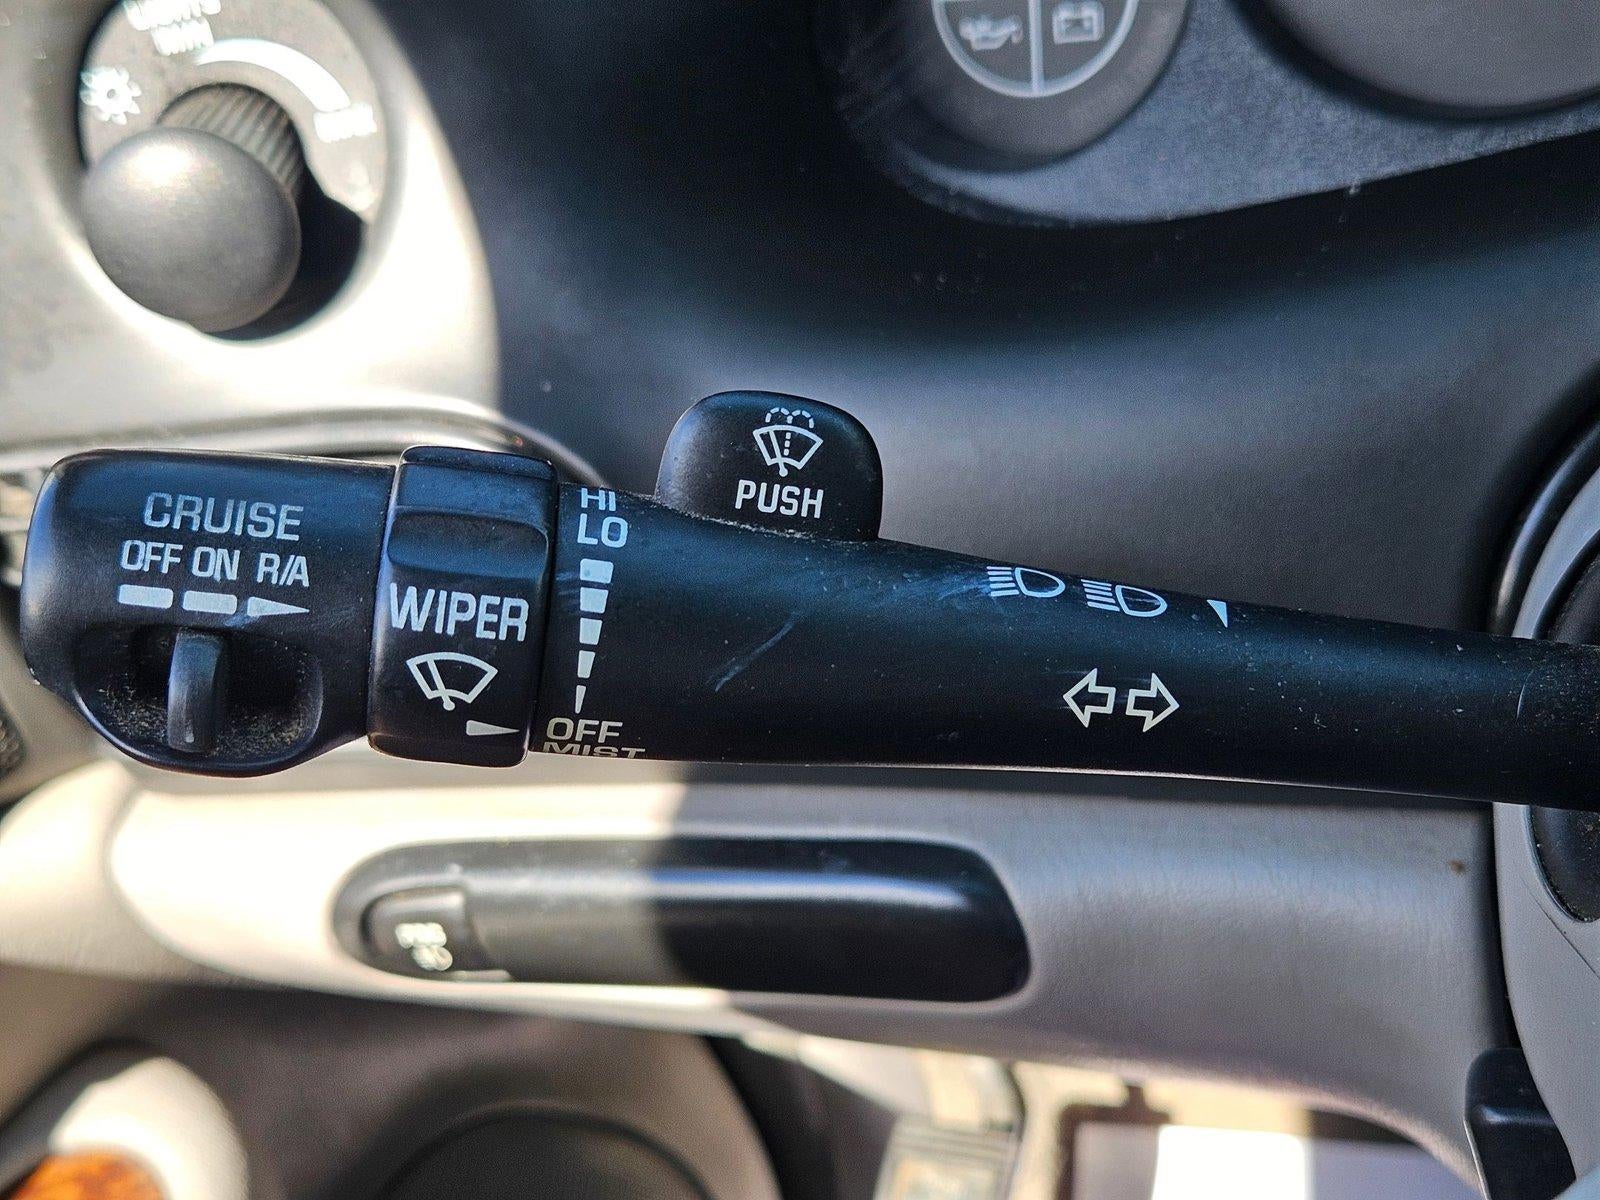 CRUISE
OFF ON R/A
WIPER
HI
LO
OFF
MIST
PUSH